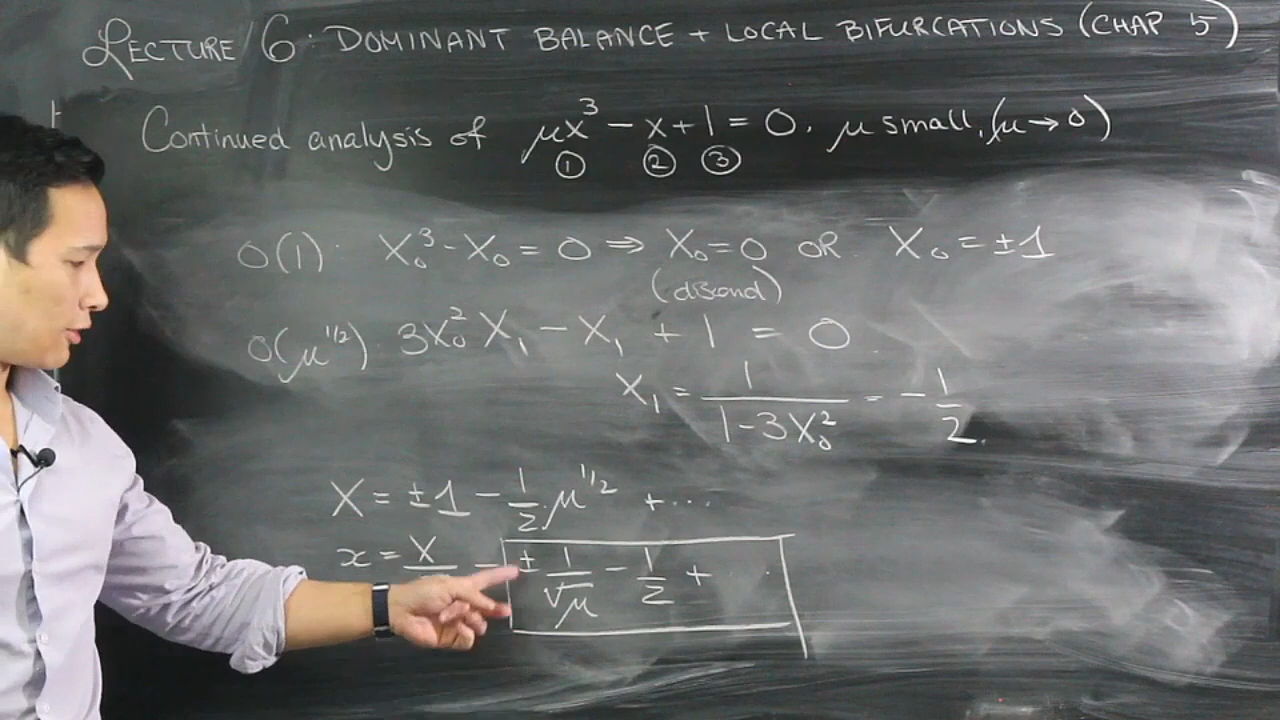 LECTURE 6: DOMINANT BALANCE + LOCAL BIFURCATIONS (CHAP 5)
Continued analysis of μx³ - x + 1 = 0. μ small, (μ → 0)
① ② ③
O(1): X₀³ - X₀ = 0 ⇒ X₀ = 0 OR X₀ = ±1
(discard)
O(μ^1/2): 3X₀²X₁ - X₁ + 1 = 0
X₁ = 1/(1-3X₀²) = -1/2.
X = ±1 - 1/2 μ^1/2 + ...
x = X = ± 1/√μ - 1/2 + ...